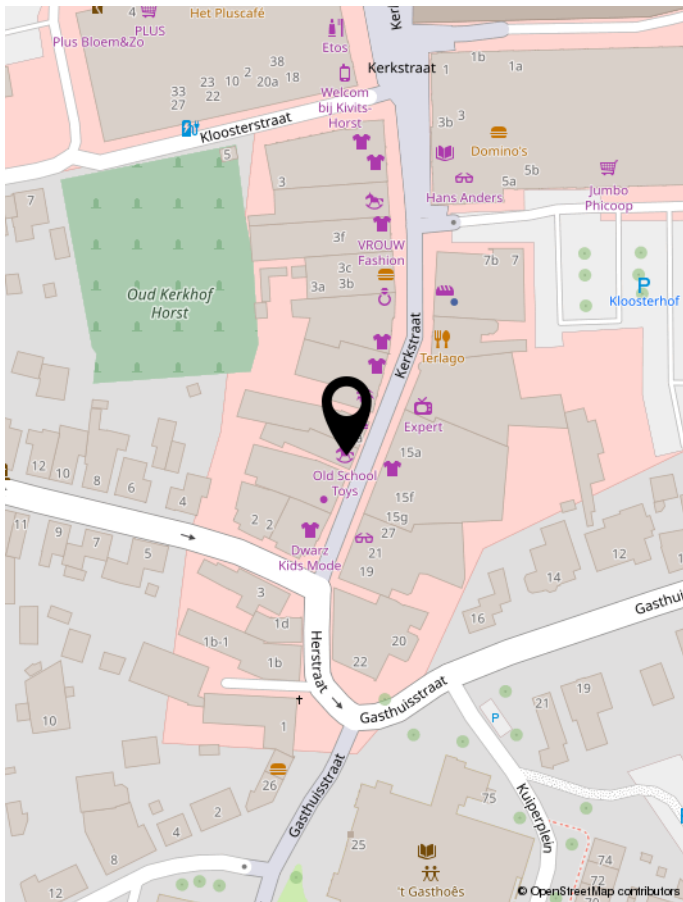 4
PLUS
Plus Bloem&Zo
Het Pluscafé
Etos
38
2
18
23
10
20a
33
22
27
Welcom
bij Kivits-
Horst
Kerkstraat
1
1b
1a
3b
3
Domino's
5b
5a
Hans Anders
Jumbo
Phicoop
Kloosterstraat
5
7
3
3f
VROUW
Fashion
3c
3b
3a
7b
7
P
Kloosterhof
Oud Kerkhof
Horst
Kerkstraat
Terlago
Expert
15a
Old School
Toys
15f
15g
27
21
19
12
10
6
4
11
9
7
5
2
2
Dwarz
Kids Mode
3
1d
1b-1
1b
Herstraat
20
22
16
14
12
Gasthui
Gasthuisstraat
10
1
26
2
4
8
12
Gasthuisstraat
P
21
19
Kuiperplein
75
25
't Gasthoês
74
72
© OpenStreetMap contributors